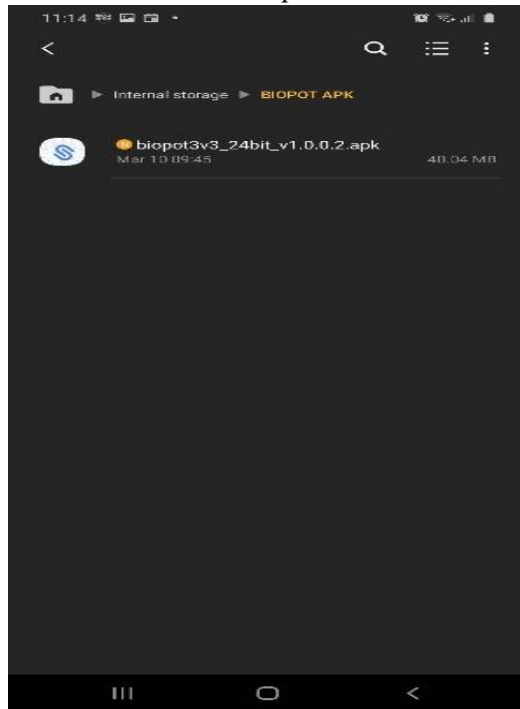 11:14
Internal storage ▶ BIOPOT APK
N biopot3v3_24bit_v1.0.0.2.apk
Mar 10 09:45 40.04 MB